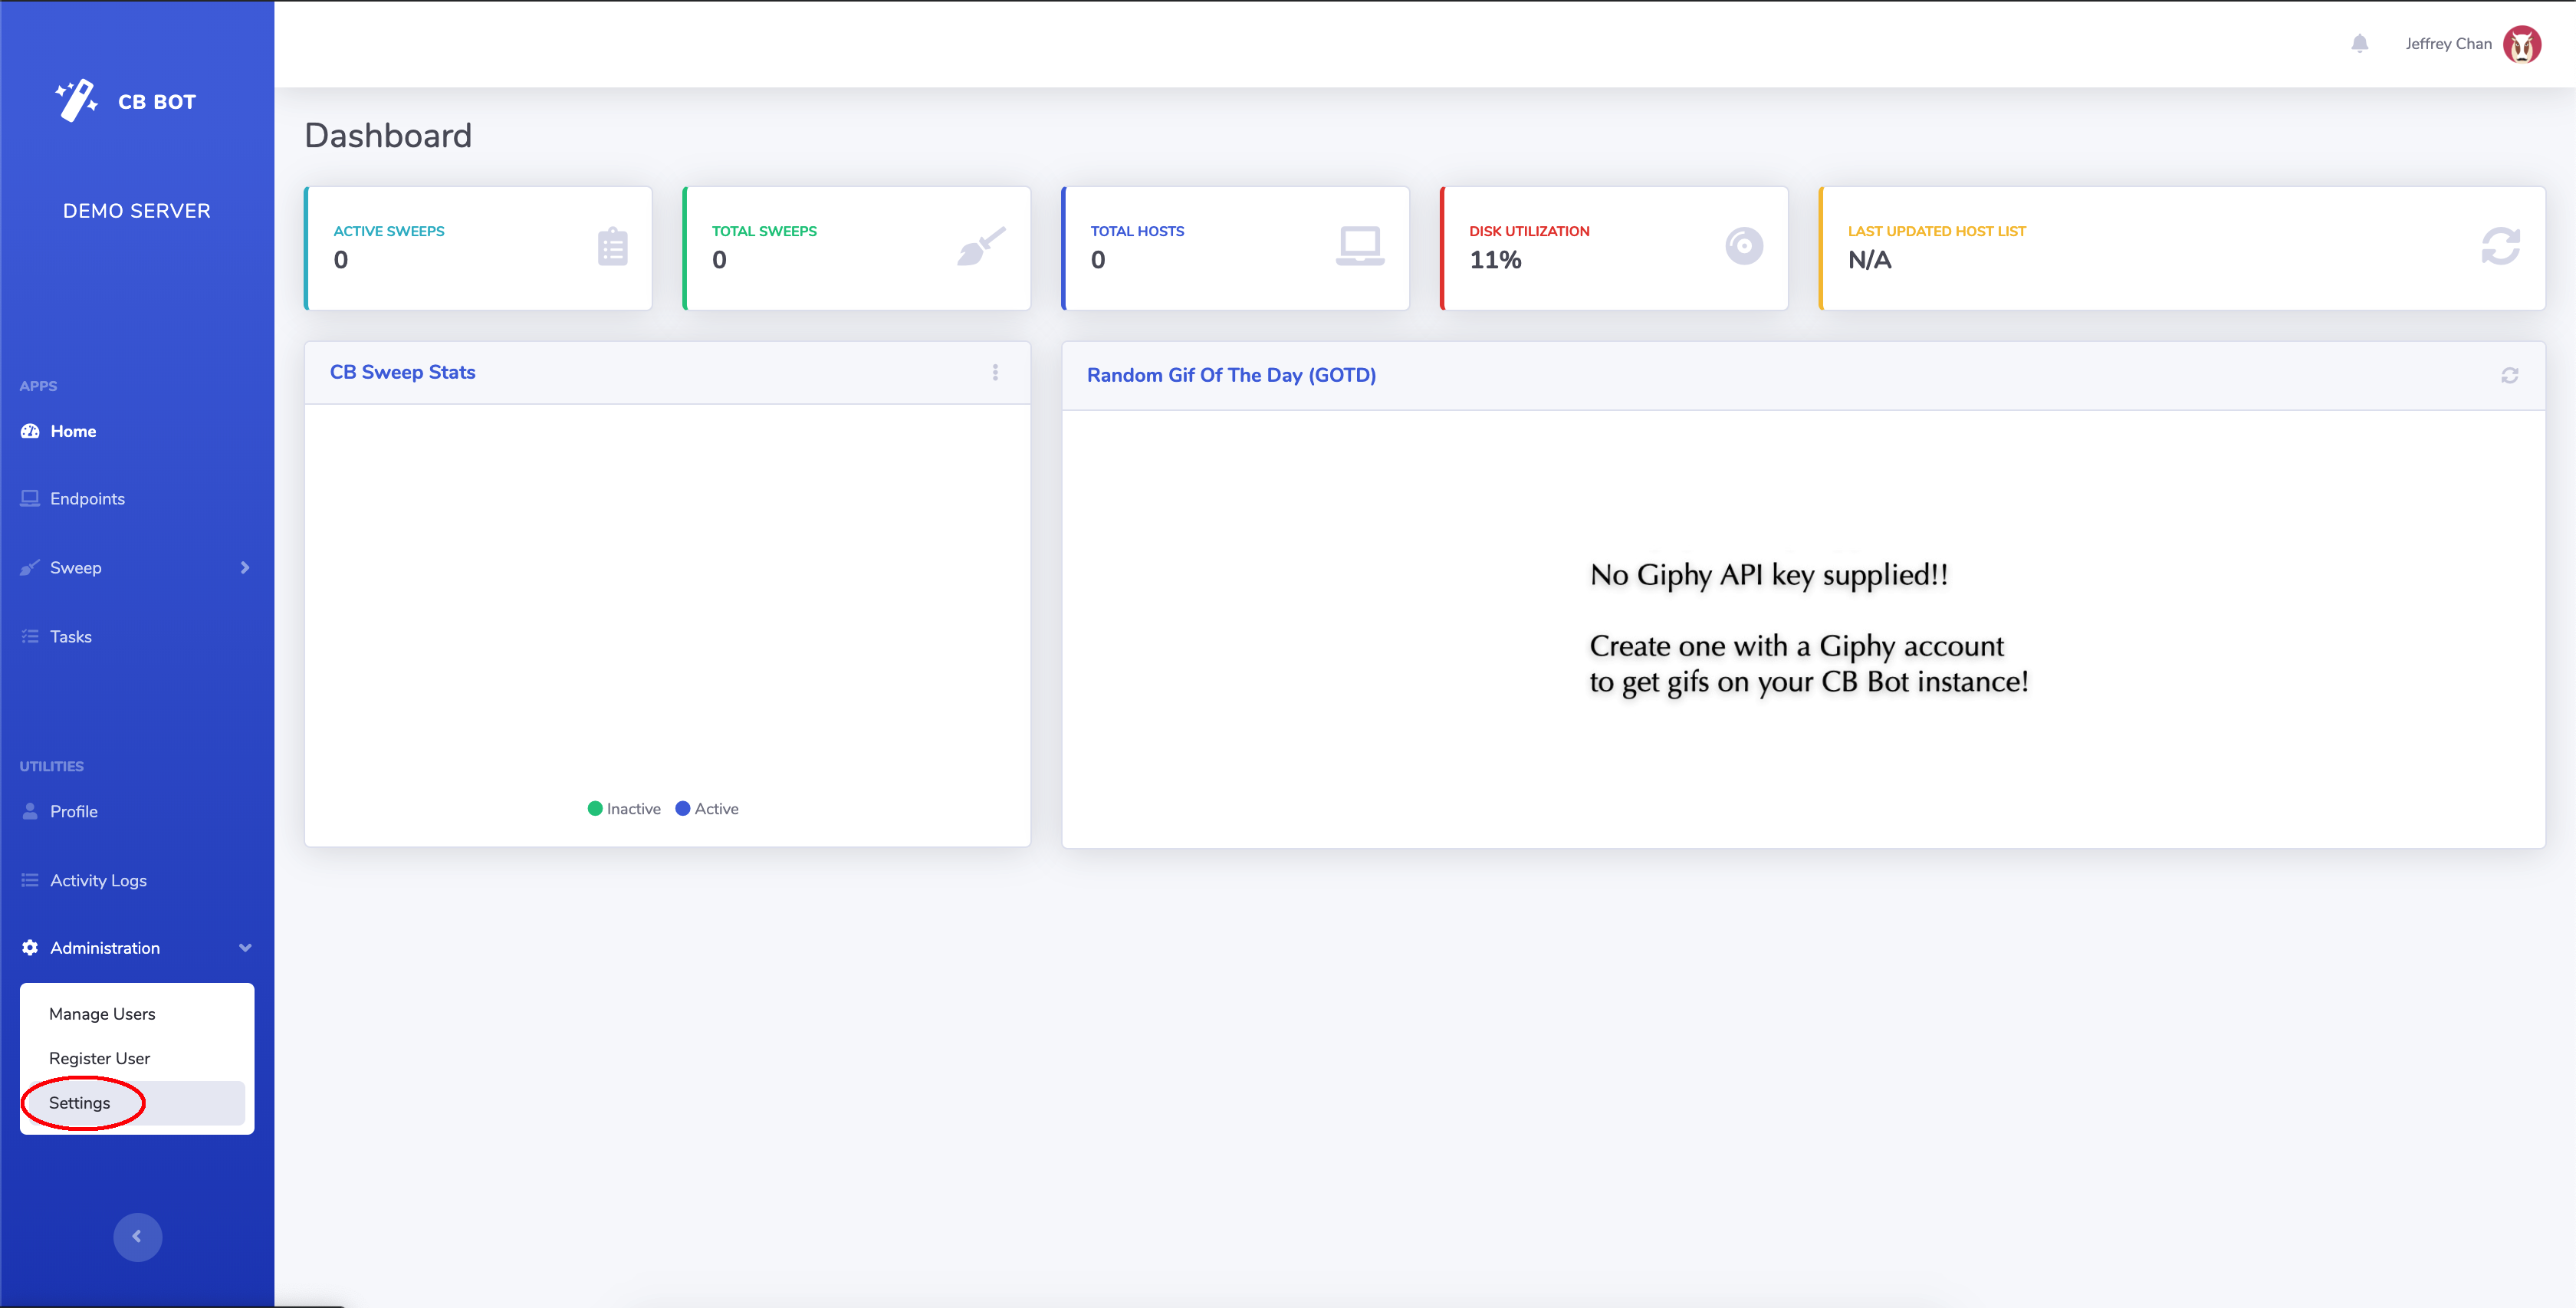 CB BOT
DEMO SERVER
APPS
Home
Endpoints
Sweep
Tasks
UTILITIES
Profile
Activity Logs
Administration
Manage Users
Register User
Settings
Jeffrey Chan
Dashboard
ACTIVE SWEEPS
0
TOTAL SWEEPS
0
TOTAL HOSTS
0
DISK UTILIZATION
11%
LAST UPDATED HOST LIST
N/A
CB Sweep Stats
Inactive Active
Random Gif Of The Day (GOTD)
No Giphy API key supplied!!
Create one with a Giphy account
to get gifs on your CB Bot instance!